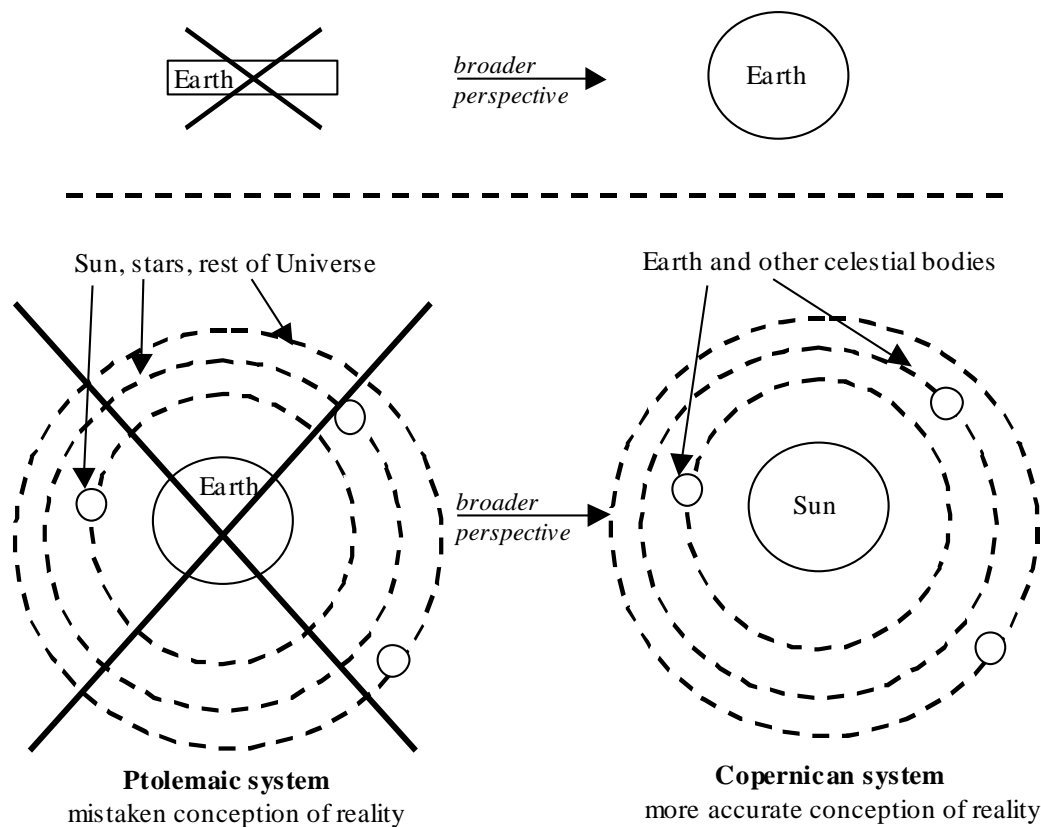 Earth
broader
perspective
Earth
Sun, stars, rest of Universe
Earth and other celestial bodies
Earth
broader
perspective
Sun
Ptolemaic system
mistaken conception of reality
Copernican system
more accurate conception of reality